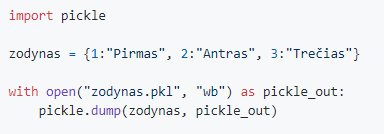 import pickle
zodynas = {1:"Pirmas", 2:"Antras", 3:"Trečias"}
with open("zodynas.pkl", "wb") as pickle_out:
    pickle.dump(zodynas, pickle_out)